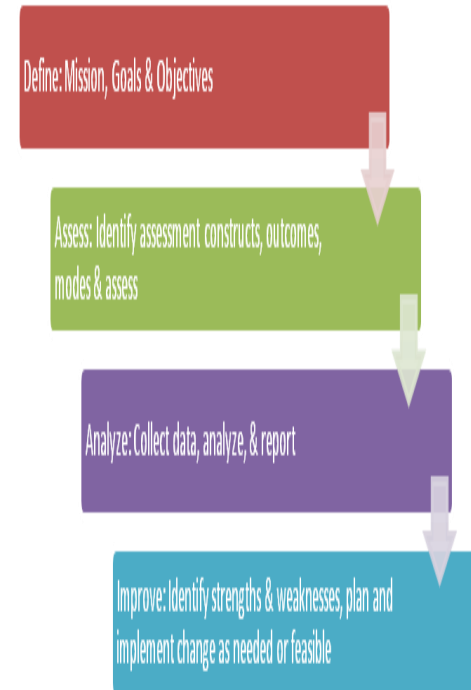 Define: Mission, Goals & Objectives
Assess: Identify assessment constructs, outcomes,
modes & assess
Analyze: Collect data, analyze, & report
Improve: Identify strengths & weaknesses, plan and
implement change as needed or feasible